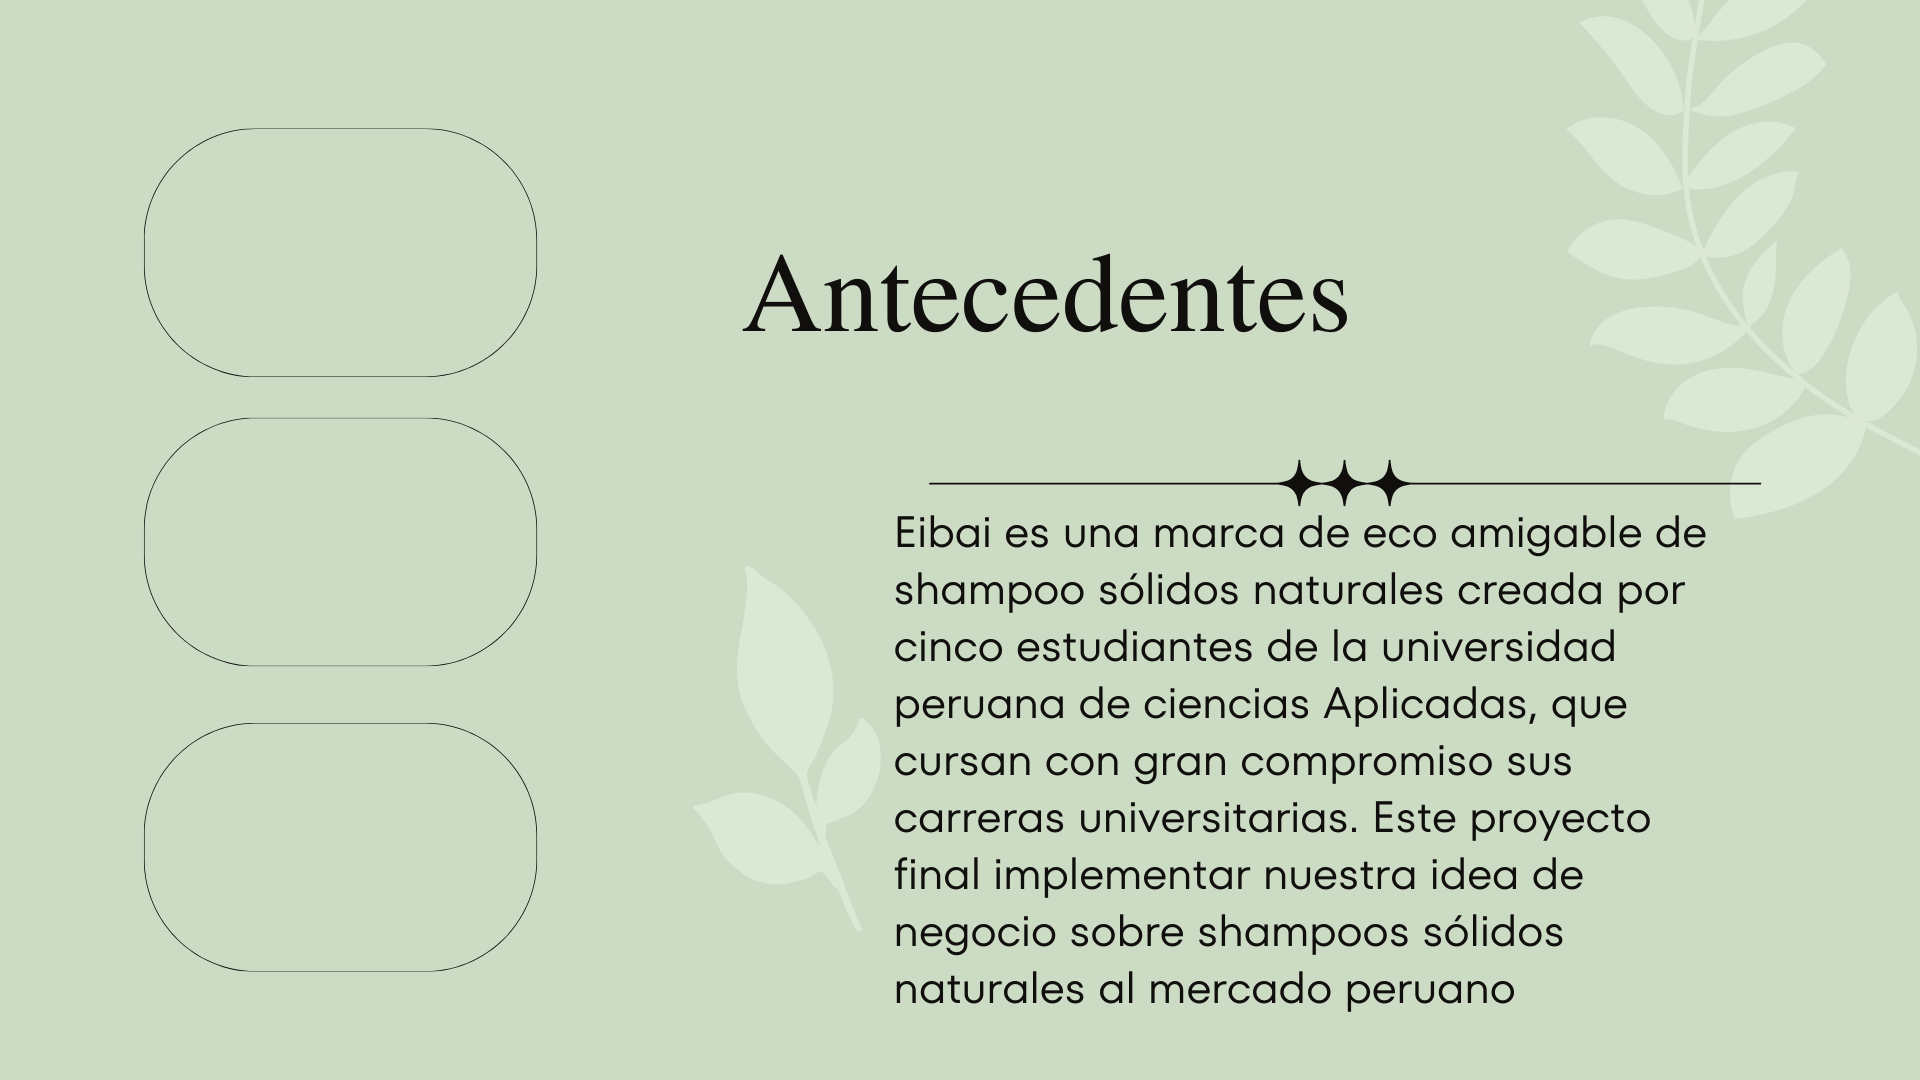 Antecedentes
Eibai es una marca de eco amigable de
shampoo sólidos naturales creada por
cinco estudiantes de la universidad
peruana de ciencias Aplicadas, que
cursan con gran compromiso sus
carreras universitarias. Este proyecto
final implementar nuestra idea de
negocio sobre shampoos sólidos
naturales al mercado peruano